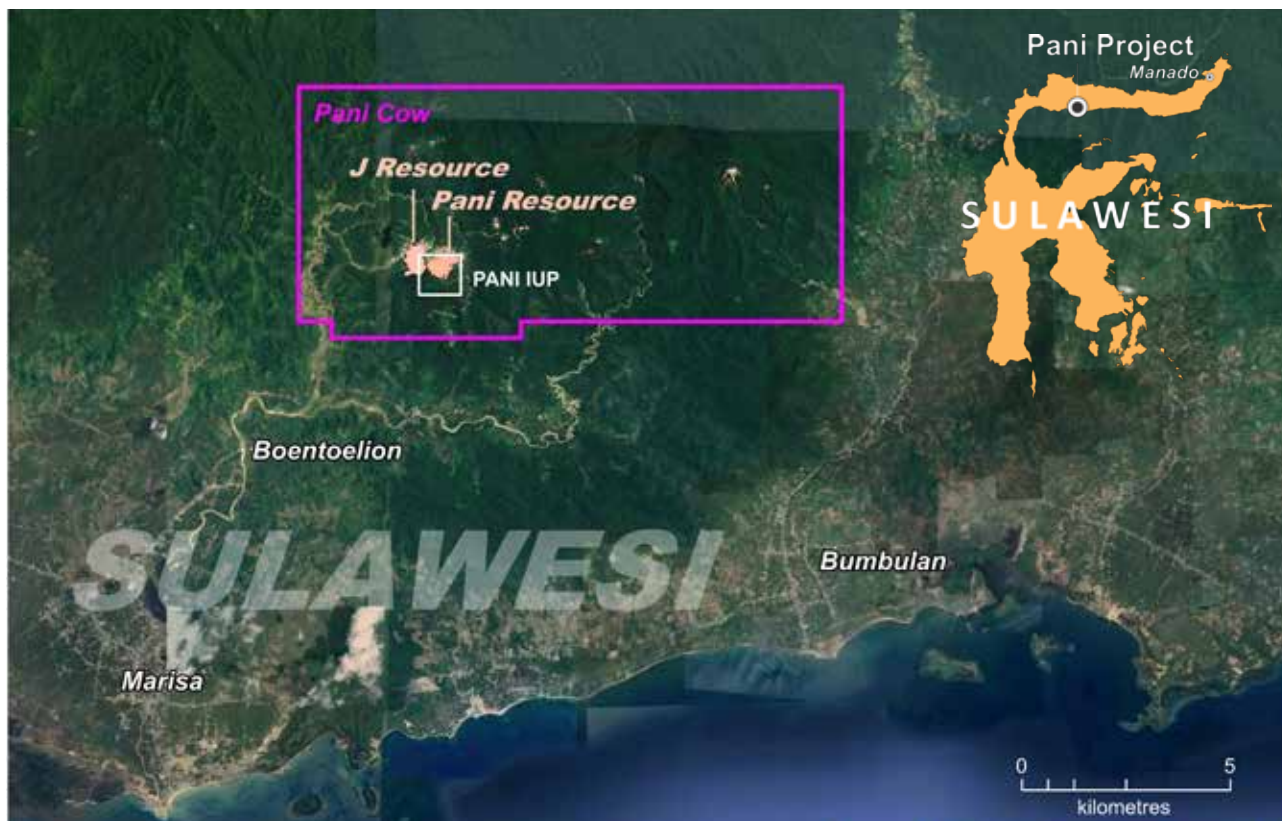 Pani Project
Manado
SULAWESI
Pani Cow
J Resource
Pani Resource
PANI IUP
Boentoelion
SULAWESI
Bumbulan
Marisa
0 5
kilometres